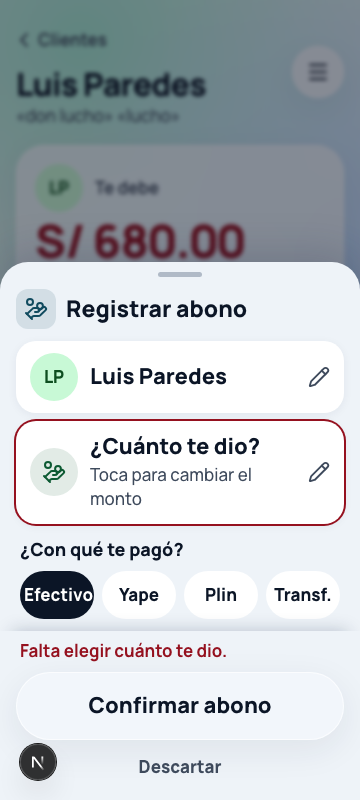 Clientes
Luis Paredes
«don lucho» «lucho»
LP
Te debe
S/ 680.00
Registrar abono
LP
Luis Paredes
¿Cuánto te dio?
Toca para cambiar el
monto
¿Con qué te pagó?
Efectivo
Yape
Plin
Transf.
Falta elegir cuánto te dio.
Confirmar abono
N
Descartar